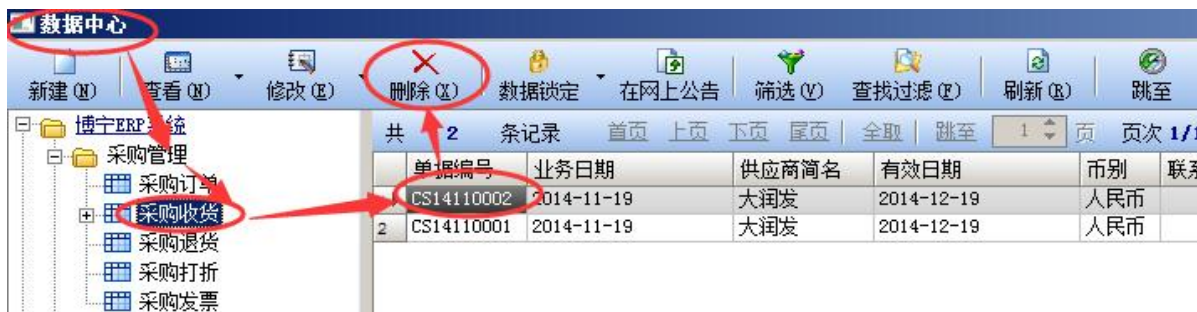 数据中心
新建(N) 查看(W) 修改(E) 删除(X) 数据锁定 在网上公告 筛选(V) 查找过滤(F) 刷新(R) 跳至
博宁ERP系统 共 2 条记录 首页 上页 下页 尾页 全取 跳至 1 页 页次 1/1
采购管理
单据编号 业务日期 供应商简名 有效日期 币别 联系
采购订单
CS14110002 2014-11-19 大润发 2014-12-19 人民币
采购收货
2 CS14110001 2014-11-19 大润发 2014-12-19 人民币
采购退货
采购打折
采购发票